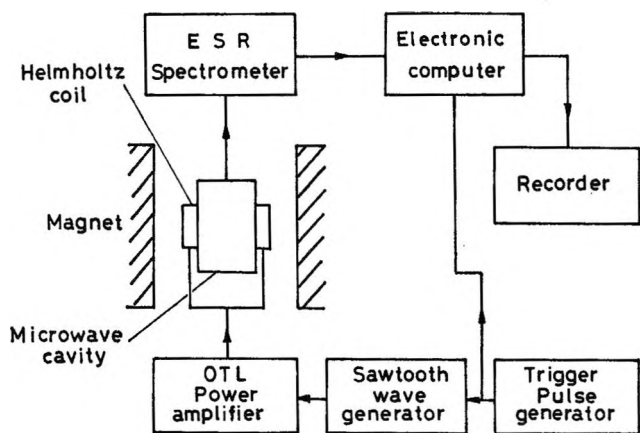 E S R
Spectrometer
Electronic
computer
Helmholtz
coil
Recorder
Magnet
Microwave
cavity
OTL
Power
amplifier
Sawtooth
wave
generator
Trigger
Pulse
generator